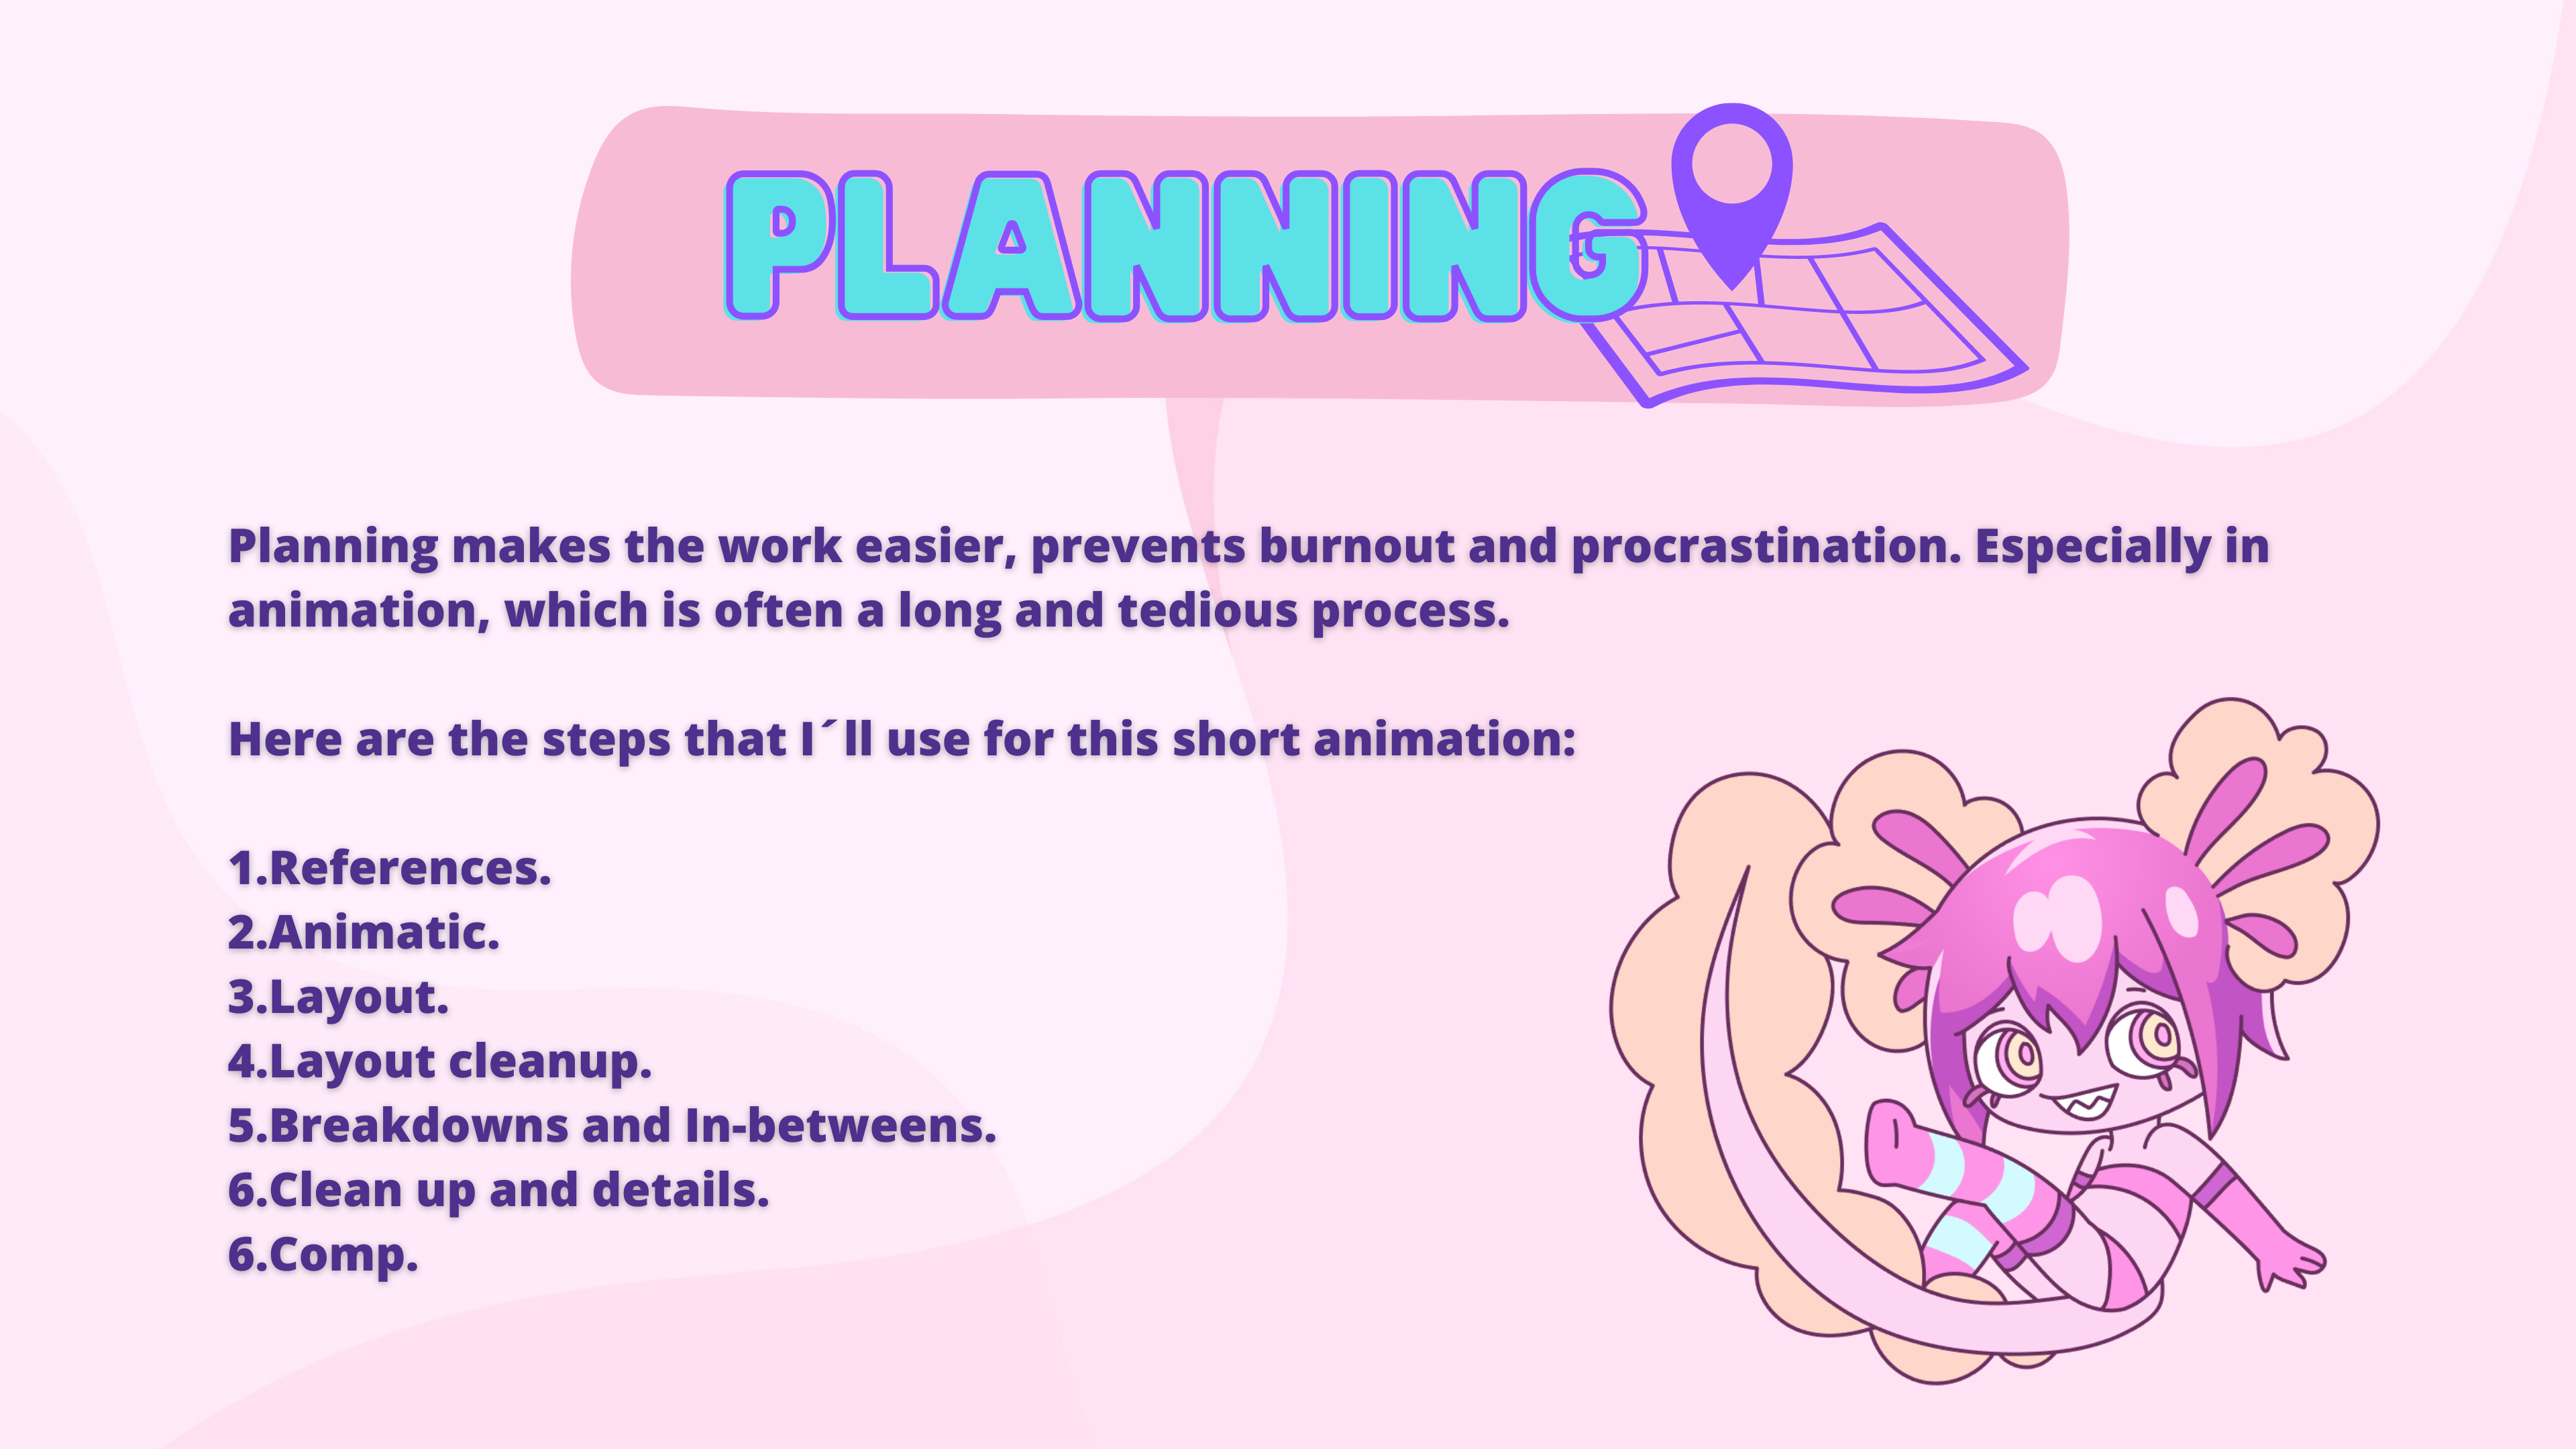 PLANNING
Planning makes the work easier, prevents burnout and procrastination. Especially in
animation, which is often a long and tedious process.
Here are the steps that I´ll use for this short animation:
1.References.
2.Animatic.
3.Layout.
4.Layout cleanup.
5.Breakdowns and In-betweens.
6.Clean up and details.
6.Comp.